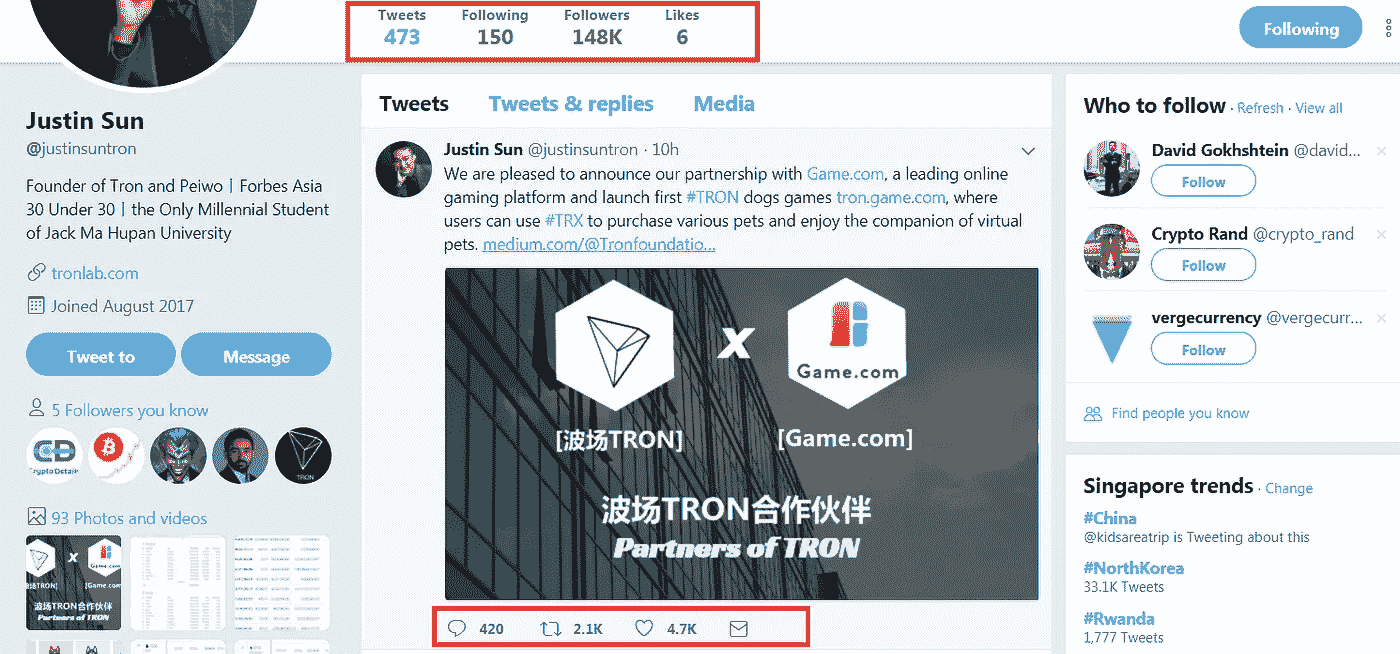 Tweets Following Followers Likes
473 150 148K 6
Following
Justin Sun
@justinsuntron
Founder of Tron and Peiwo | Forbes Asia
30 Under 30 | the Only Millennial Student
of Jack Ma Hupan University
tronlab.com
Joined August 2017
Tweet to Message
5 Followers you know
Crypto Details
TRON
93 Photos and videos
波场TRON合作伙伴
Partners of TRON
Tweets Tweets & replies Media
Justin Sun @justinsuntron · 10h
We are pleased to announce our partnership with Game.com, a leading online
gaming platform and launch first #TRON dogs games tron.game.com, where
users can use #TRX to purchase various pets and enjoy the companion of virtual
pets. medium.com/@Tronfoundatio...
x
Game.com
[波场TRON] [Game.com]
波场TRON合作伙伴
Partners of TRON
420 2.1K 4.7K
Who to follow · Refresh · View all
David Gokhshtein @david...
Follow
Crypto Rand @crypto_rand
Follow
vergecurrency @vergecurr...
Follow
Find people you know
Singapore trends · Change
#China
@kidsareatrip is Tweeting about this
#NorthKorea
33.1K Tweets
#Rwanda
1,777 Tweets